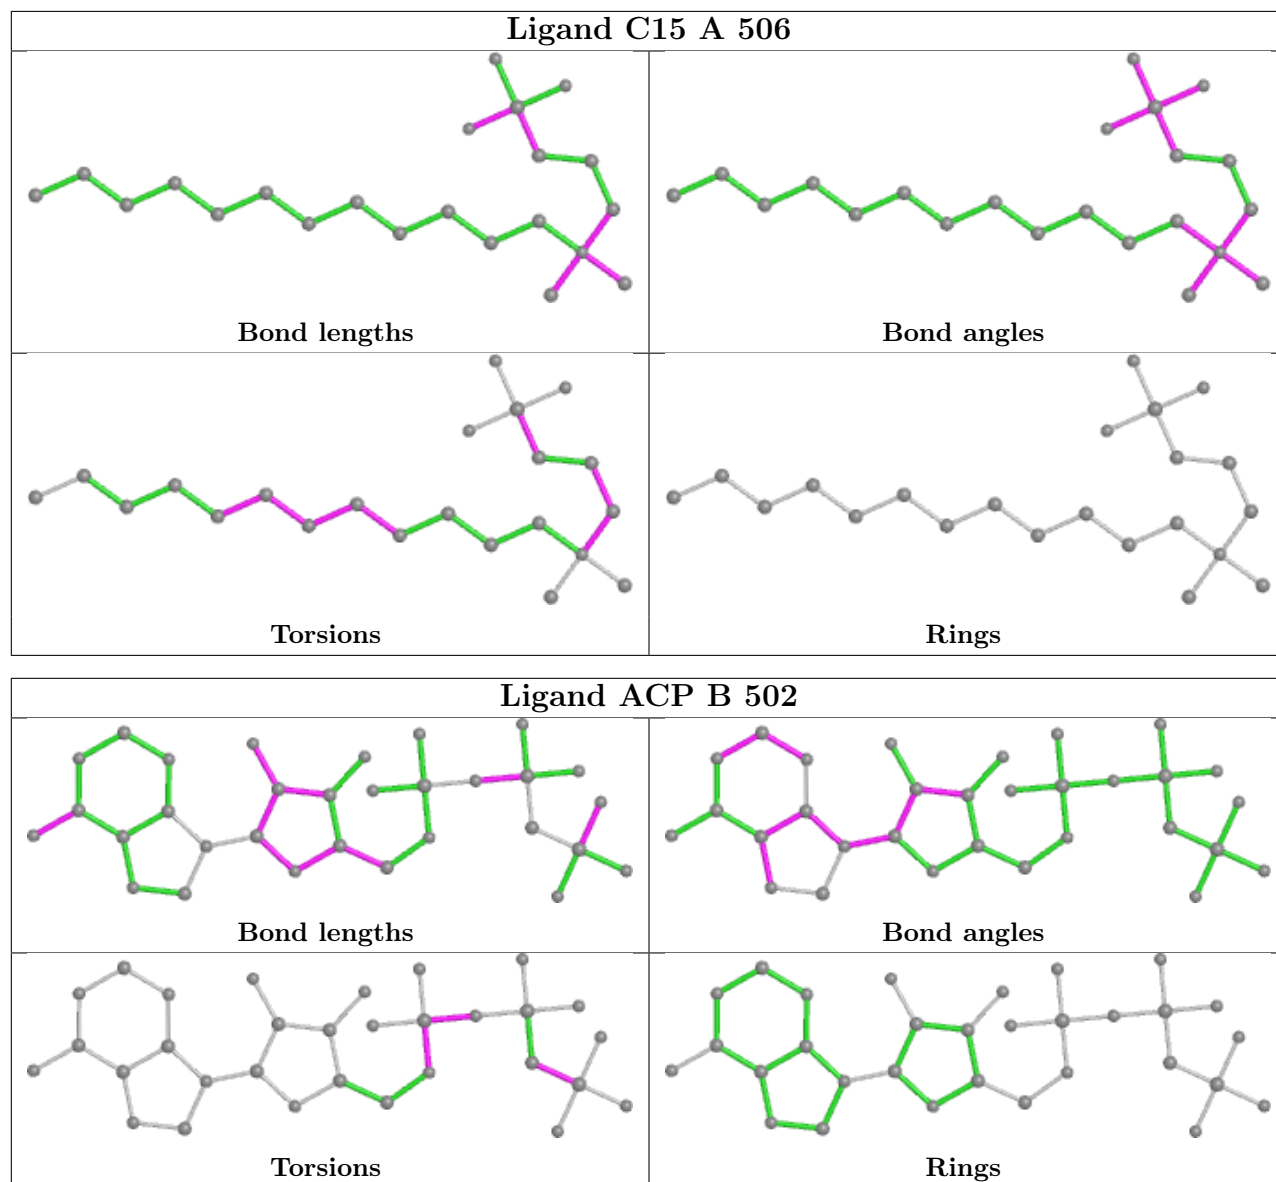 Ligand C15 A 506
Bond lengths
Bond angles
Torsions
Rings
Ligand ACP B 502
Bond lengths
Bond angles
Torsions
Rings